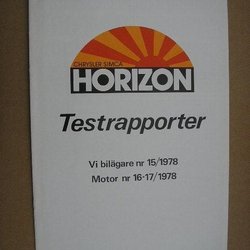 CHRYSLER SIMCA
HORIZON
Testrapporter
Vi bilägare nr 15/1978
Motor nr 16-17/1978